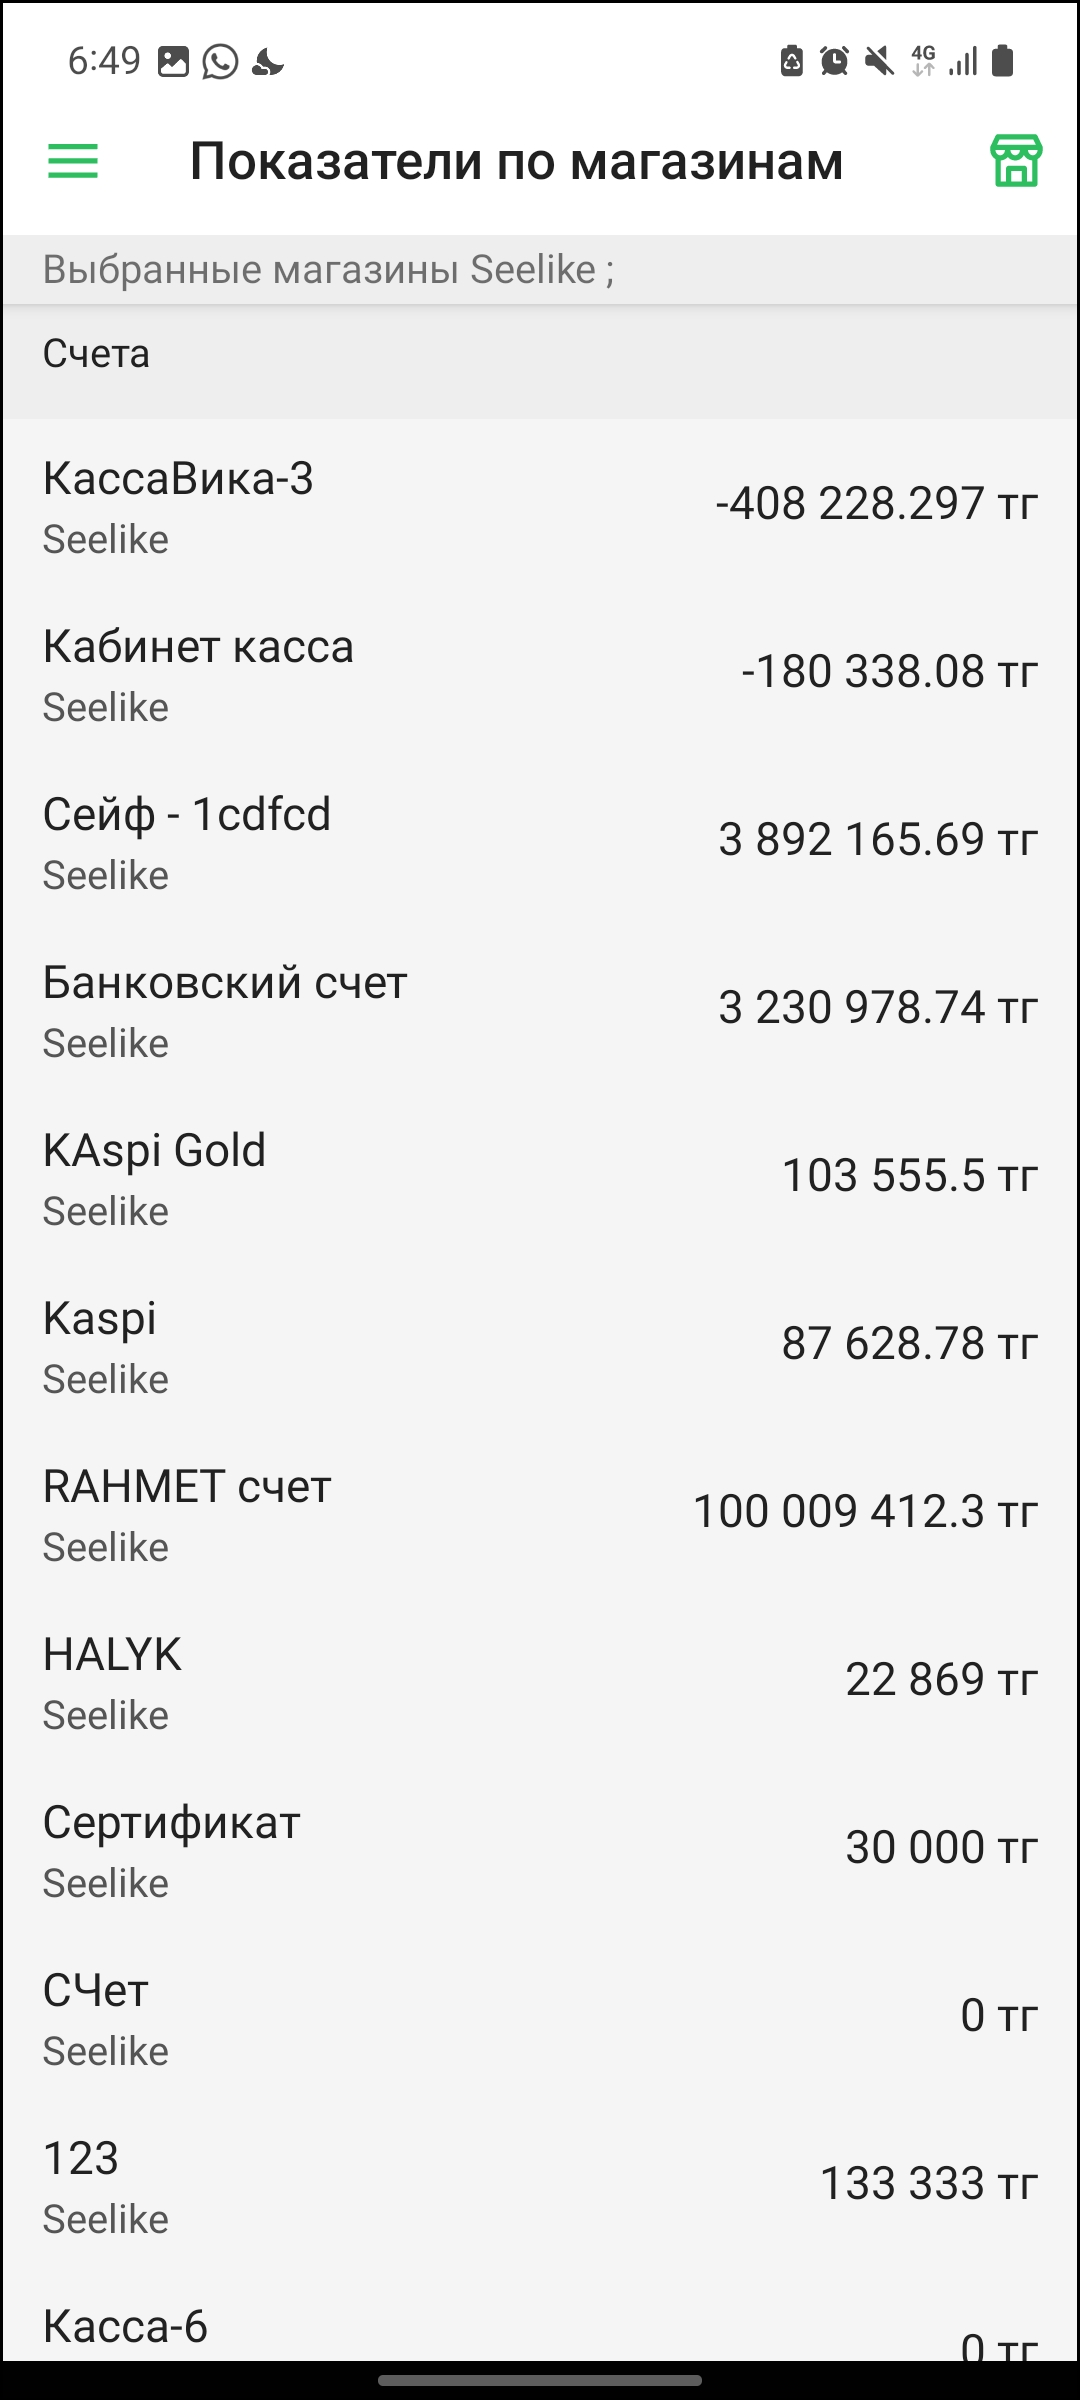 6:49
4G
Показатели по магазинам
Выбранные магазины Seelike ;
Счета
КассаВика-3
-408 228.297 тг
Seelike
Кабинет касса
-180 338.08 тг
Seelike
Сейф - 1cdfcd
3 892 165.69 тг
Seelike
Банковский счет
3 230 978.74 тг
Seelike
KAspi Gold
103 555.5 тг
Seelike
Kaspi
87 628.78 тг
Seelike
RAHMET счет
100 009 412.3 тг
Seelike
HALYK
22 869 тг
Seelike
Сертификат
30 000 тг
Seelike
СЧет
0 тг
Seelike
123
133 333 тг
Seelike
Касса-6
0 тг